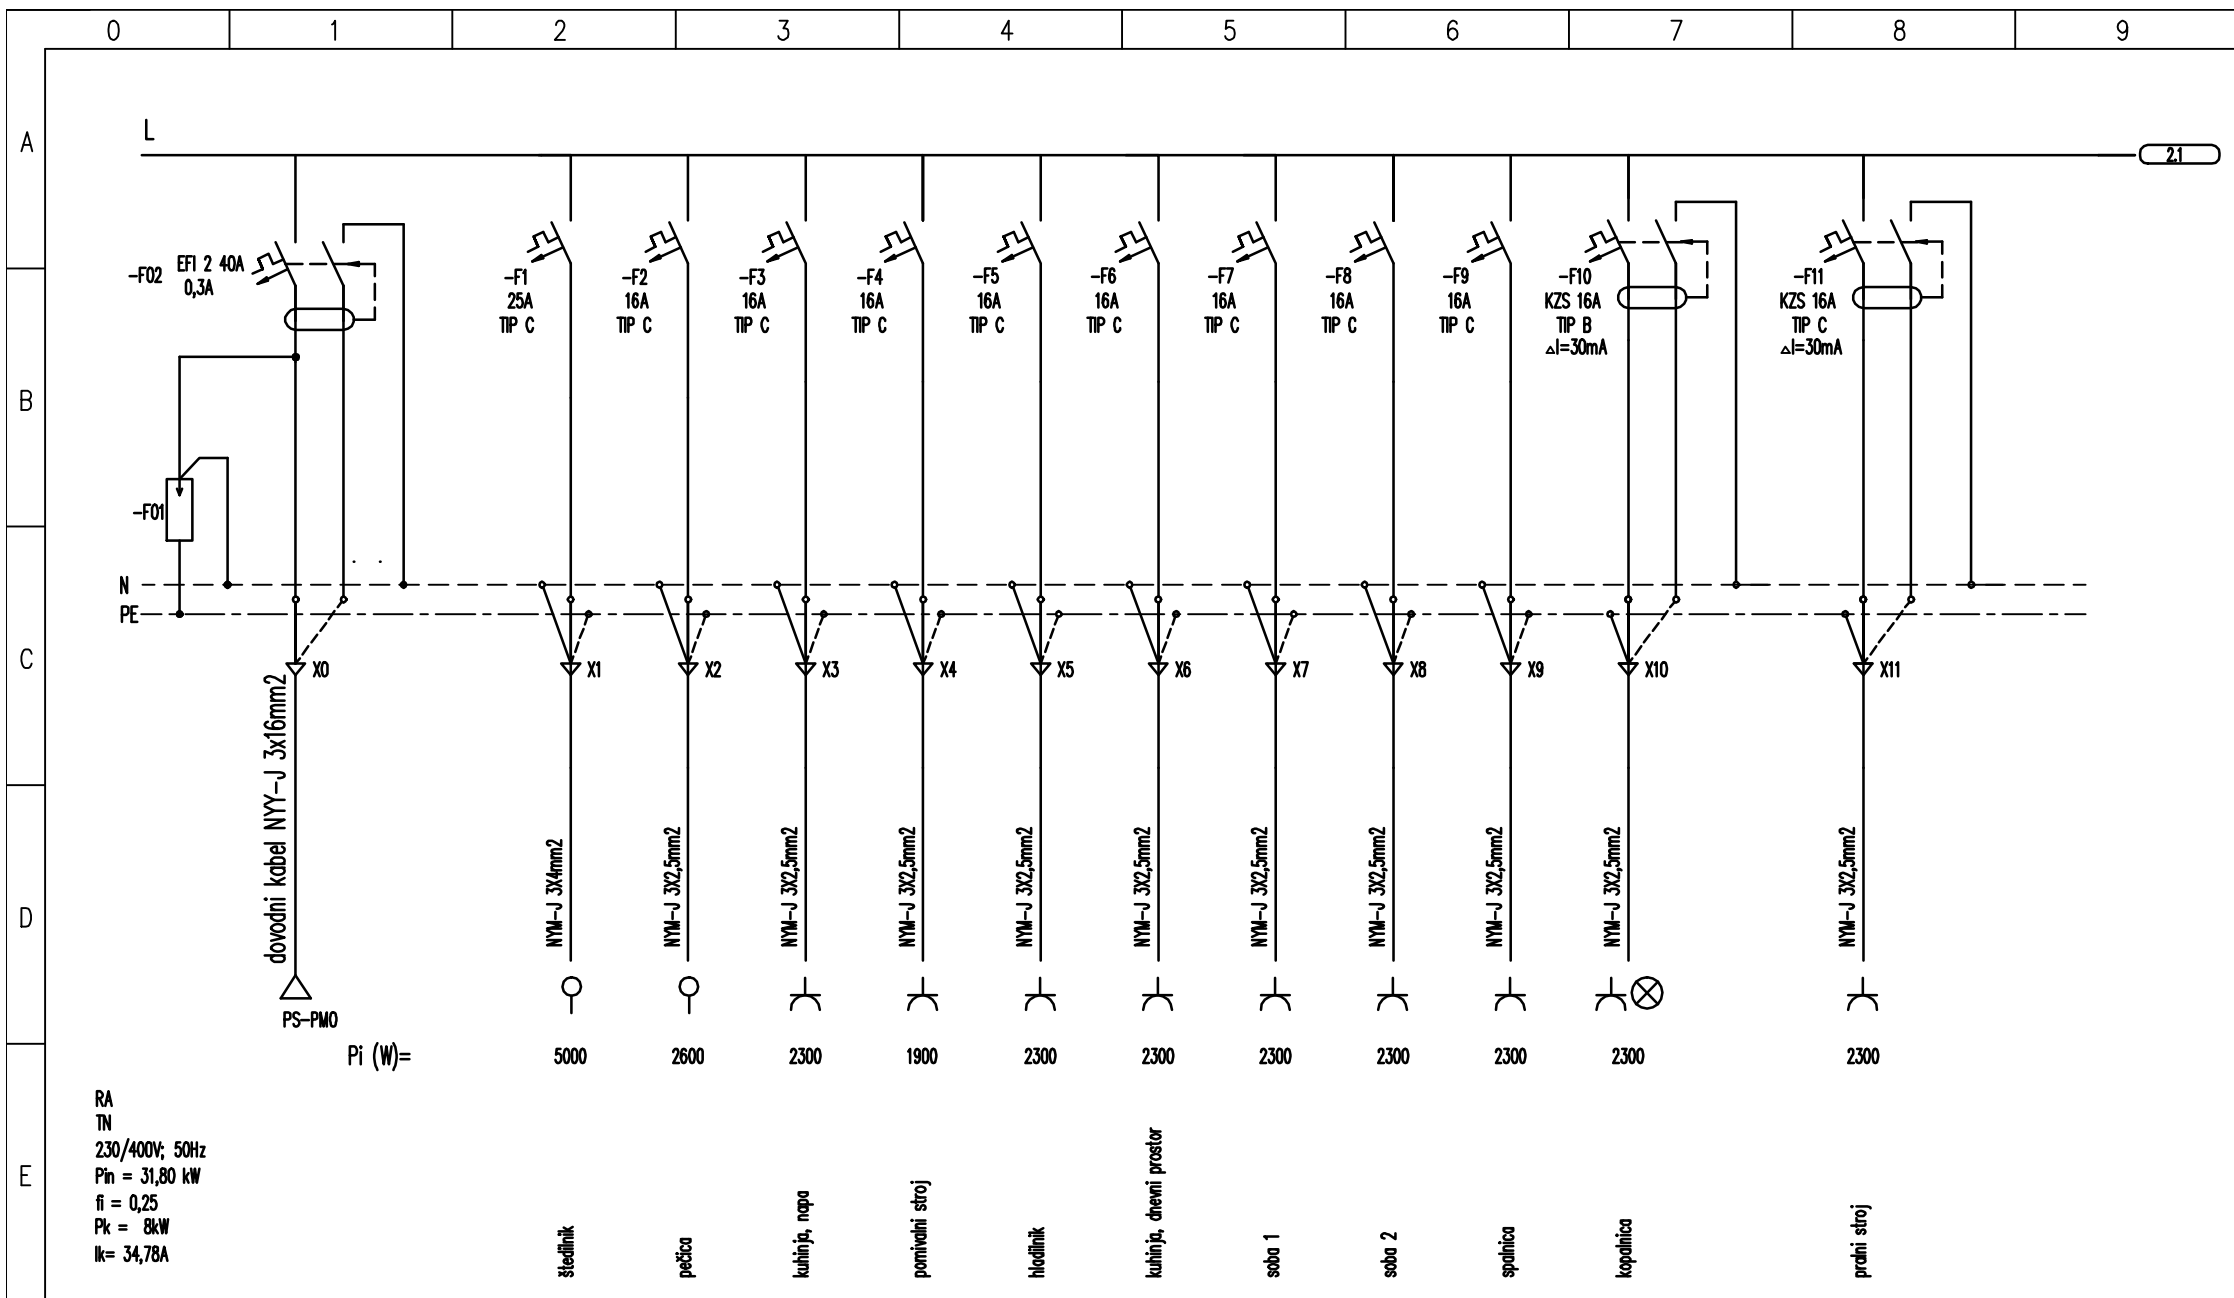 0 1 2 3 4 5 6 7 8 9
A
L
2.1
-F02
EFI 2 40A
0,3A
-F1
25A
TIP C
-F2
16A
TIP C
-F3
16A
TIP C
-F4
16A
TIP C
-F5
16A
TIP C
-F6
16A
TIP C
-F7
16A
TIP C
-F8
16A
TIP C
-F9
16A
TIP C
-F10
KZS 16A
TIP B
△I=30mA
-F11
KZS 16A
TIP C
△I=30mA
B
-F01
N
PE
C
X0 X1 X2 X3 X4 X5 X6 X7 X8 X9 X10 X11
D
dovodni kabel NYY-J 3x16mm2
NYM-J 3X4mm2
NYM-J 3X2,5mm2
NYM-J 3X2,5mm2
NYM-J 3X2,5mm2
NYM-J 3X2,5mm2
NYM-J 3X2,5mm2
NYM-J 3X2,5mm2
NYM-J 3X2,5mm2
NYM-J 3X2,5mm2
NYM-J 3X2,5mm2
NYM-J 3X2,5mm2
PS-PMO
Pi (W)= 5000 2600 2300 1900 2300 2300 2300 2300 2300 2300 2300
E
RA
TN
230/400V; 50Hz
Pin = 31,80 kW
fi = 0,25
Pk = 8kW
Ik= 34,78A
štedilnik
pečica
kuhinja, napa
pomivalni stroj
hladilnik
kuhinja, dnevni prostor
soba 1
soba 2
spalnica
kopalnica
pralni stroj